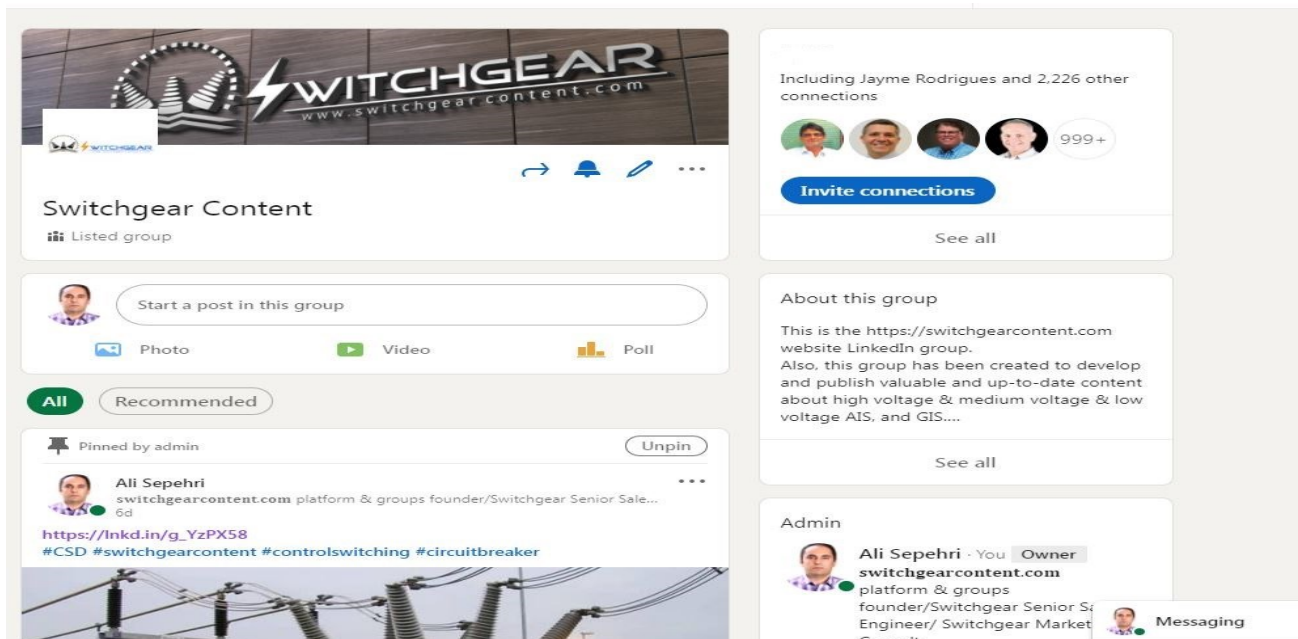 SWITCHGEAR
www.switchgearcontent.com
SWITCHGEAR
Switchgear Content
Listed group
Start a post in this group
Photo
Video
Poll
All
Recommended
Pinned by admin
Unpin
Ali Sepehri
switchgearcontent.com platform & groups founder/Switchgear Senior Sale...
6d
https://lnkd.in/g_YzPX58
#CSD #switchgearcontent #controlswitching #circuitbreaker
Including Jayme Rodrigues and 2,226 other
connections
999+
Invite connections
See all
About this group
This is the https://switchgearcontent.com
website LinkedIn group.
Also, this group has been created to develop
and publish valuable and up-to-date content
about high voltage & medium voltage & low
voltage AIS, and GIS....
See all
Admin
Ali Sepehri · You Owner
switchgearcontent.com
platform & groups
founder/Switchgear Senior
Engineer/ Switchgear Market
Messaging